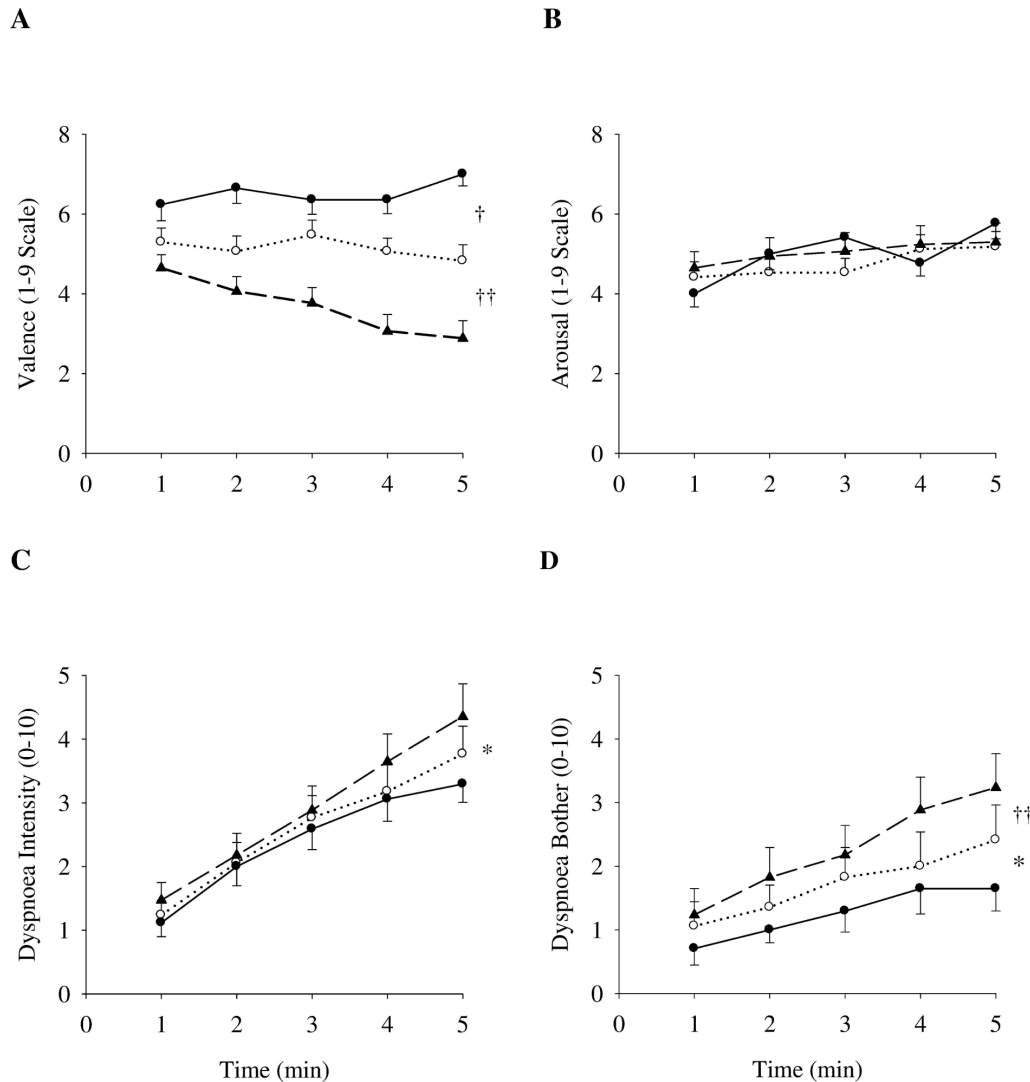 A
Valence (1-9 Scale)
8
6
4
2
0
†
††
0 1 2 3 4 5
B
Arousal (1-9 Scale)
8
6
4
2
0
0 1 2 3 4 5
C
Dyspnoea Intensity (0-10)
5
4
3
2
1
0
*
0 1 2 3 4 5
Time (min)
D
Dyspnoea Bother (0-10)
5
4
3
2
1
0
††
*
0 1 2 3 4 5
Time (min)